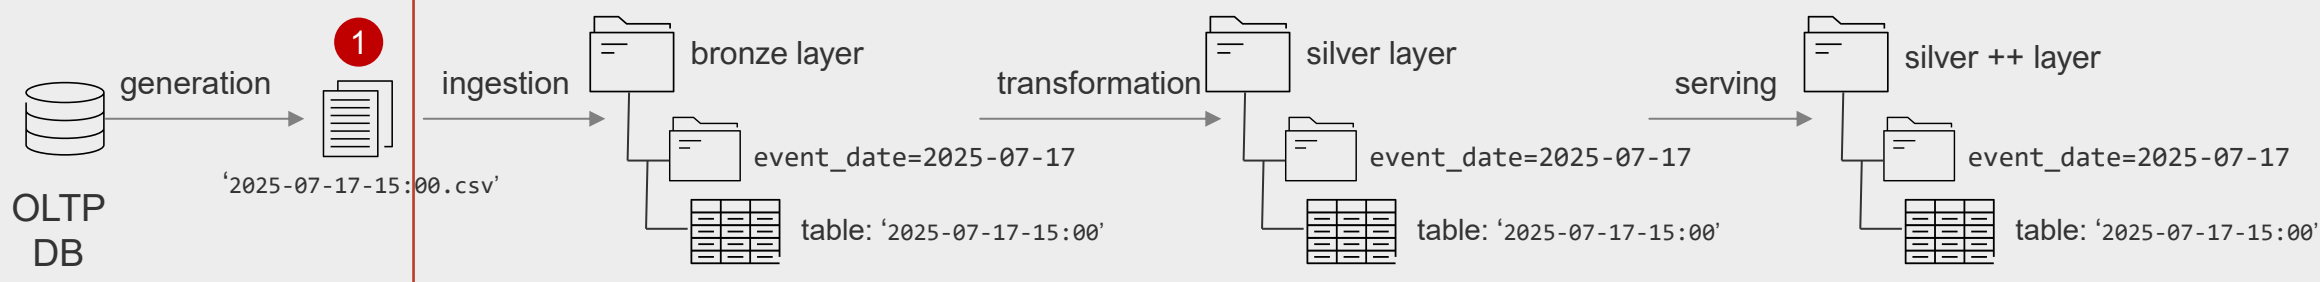 OLTP
DB
generation
1
‘2025-07-17-15:00.csv’
ingestion
bronze layer
event_date=2025-07-17
table: ‘2025-07-17-15:00’
transformation
silver layer
event_date=2025-07-17
table: ‘2025-07-17-15:00’
serving
silver ++ layer
event_date=2025-07-17
table: ‘2025-07-17-15:00’